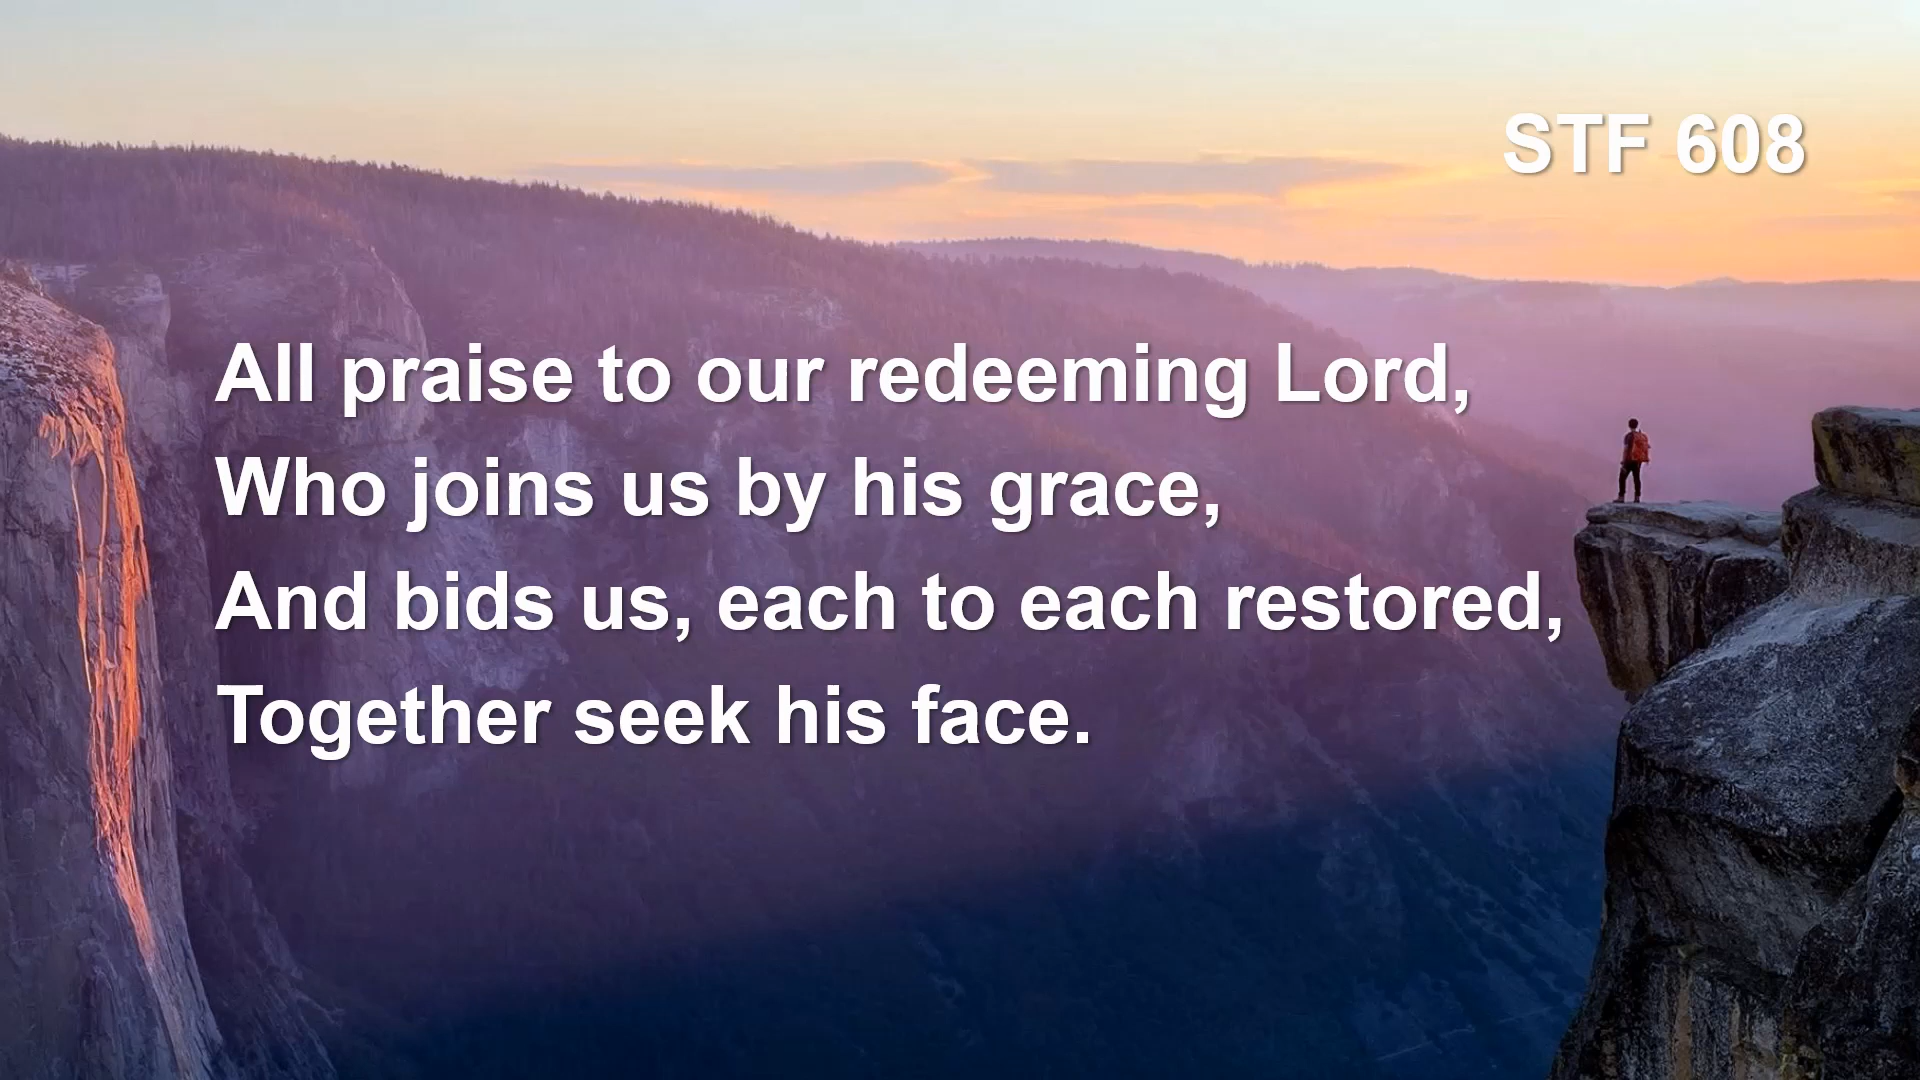 STF 608
All praise to our redeeming Lord,
Who joins us by his grace,
And bids us, each to each restored,
Together seek his face.